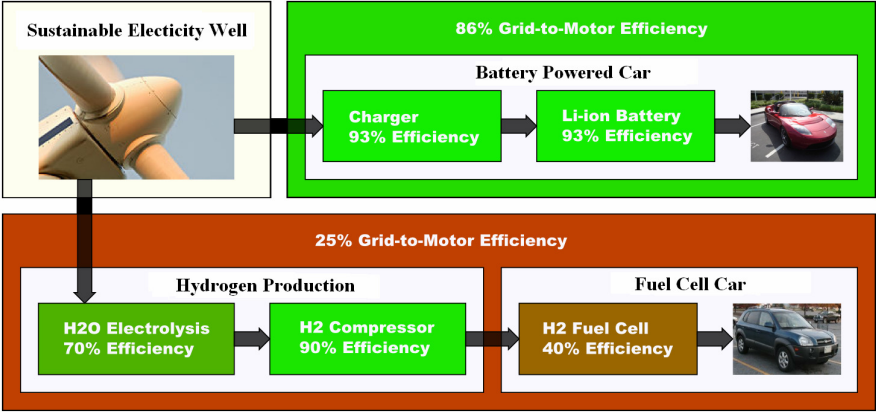 Sustainable Electicity Well
86% Grid-to-Motor Efficiency
Battery Powered Car
Charger
93% Efficiency
Li-ion Battery
93% Efficiency
25% Grid-to-Motor Efficiency
Hydrogen Production
H2O Electrolysis
70% Efficiency
H2 Compressor
90% Efficiency
Fuel Cell Car
H2 Fuel Cell
40% Efficiency